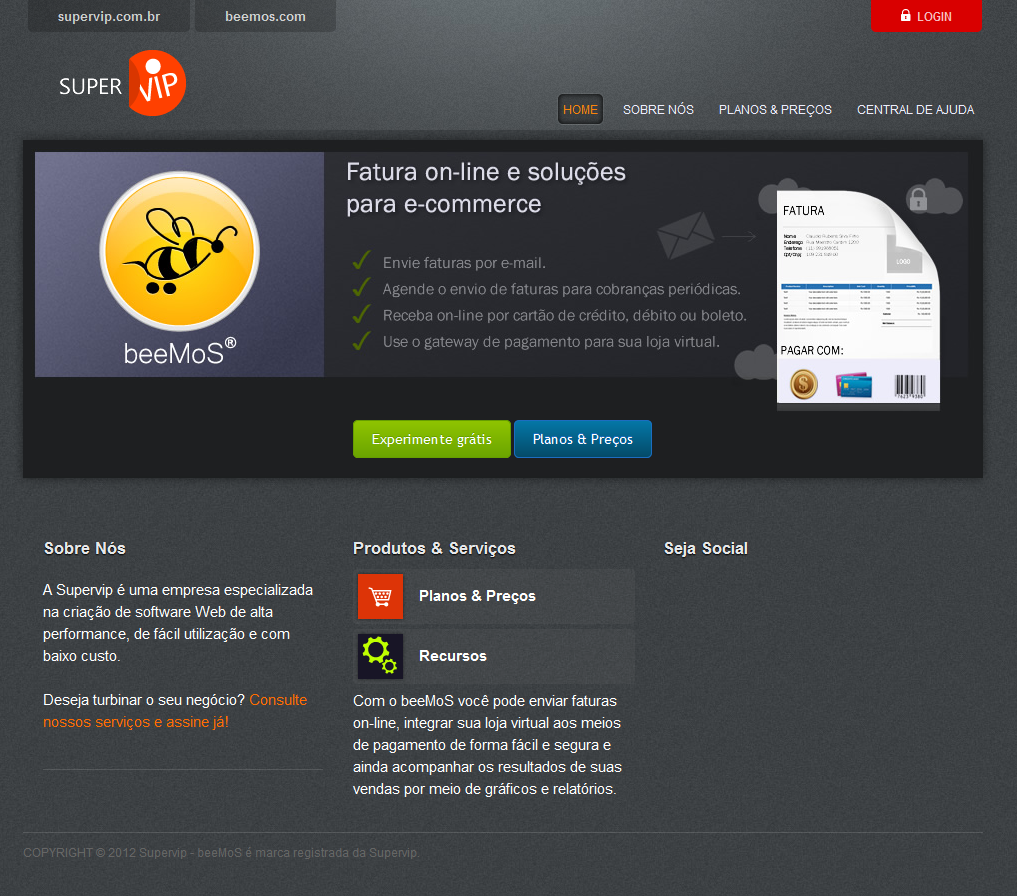 supervip.com.br
beemos.com
LOGIN
SUPER VIP
HOME
SOBRE NÓS
PLANOS & PREÇOS
CENTRAL DE AJUDA
beeMoS®
Fatura on-line e soluções
para e-commerce
Envie faturas por e-mail.
Agende o envio de faturas para cobranças periódicas.
Receba on-line por cartão de crédito, débito ou boleto.
Use o gateway de pagamento para sua loja virtual.
FATURA
Nome
Endereço
Telefone
LOGO
PAGAR COM:
Experimente grátis
Planos & Preços
Sobre Nós
A Supervip é uma empresa especializada
na criação de software Web de alta
performance, de fácil utilização e com
baixo custo.
Deseja turbinar o seu negócio? Consulte
nossos serviços e assine já!
Produtos & Serviços
Planos & Preços
Recursos
Com o beeMoS você pode enviar faturas
on-line, integrar sua loja virtual aos meios
de pagamento de forma fácil e segura e
ainda acompanhar os resultados de suas
vendas por meio de gráficos e relatórios.
Seja Social
COPYRIGHT © 2012 Supervip - beeMoS é marca registrada da Supervip.